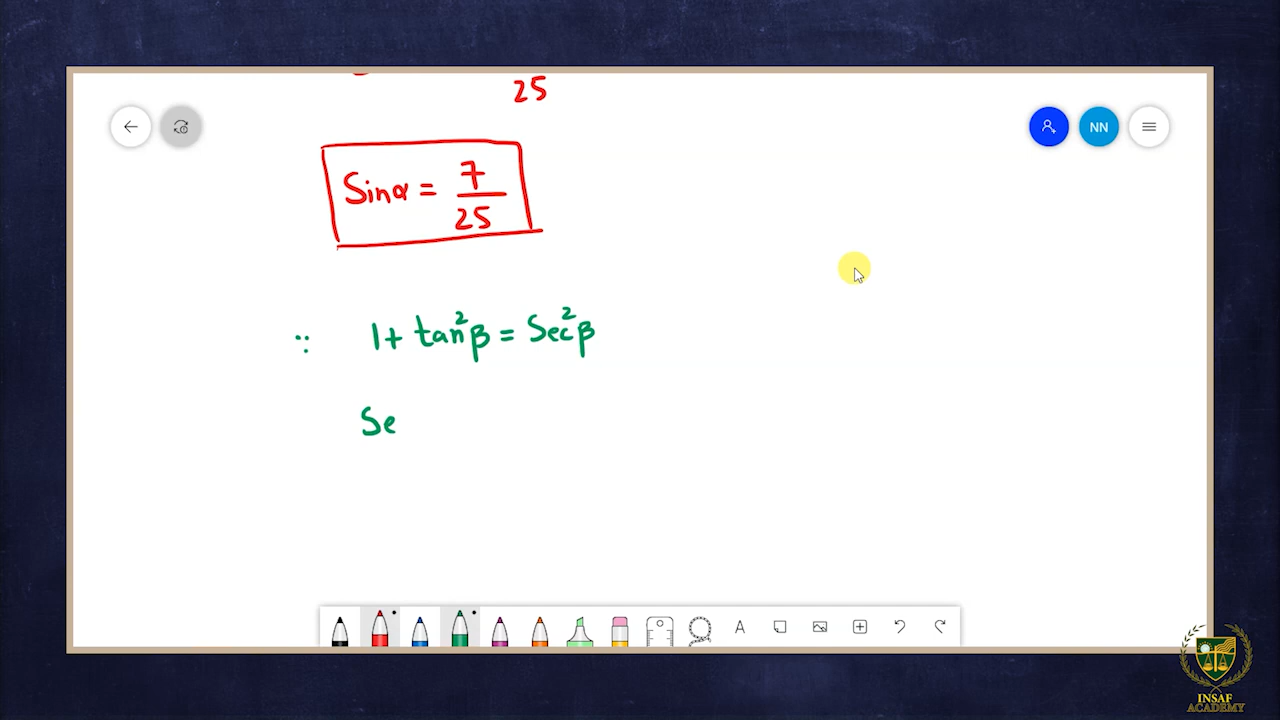 25
NN
Sinα = 7/25
∵ 1 + tan²β = Sec²β
Se
A
INSAF
ACADEMY